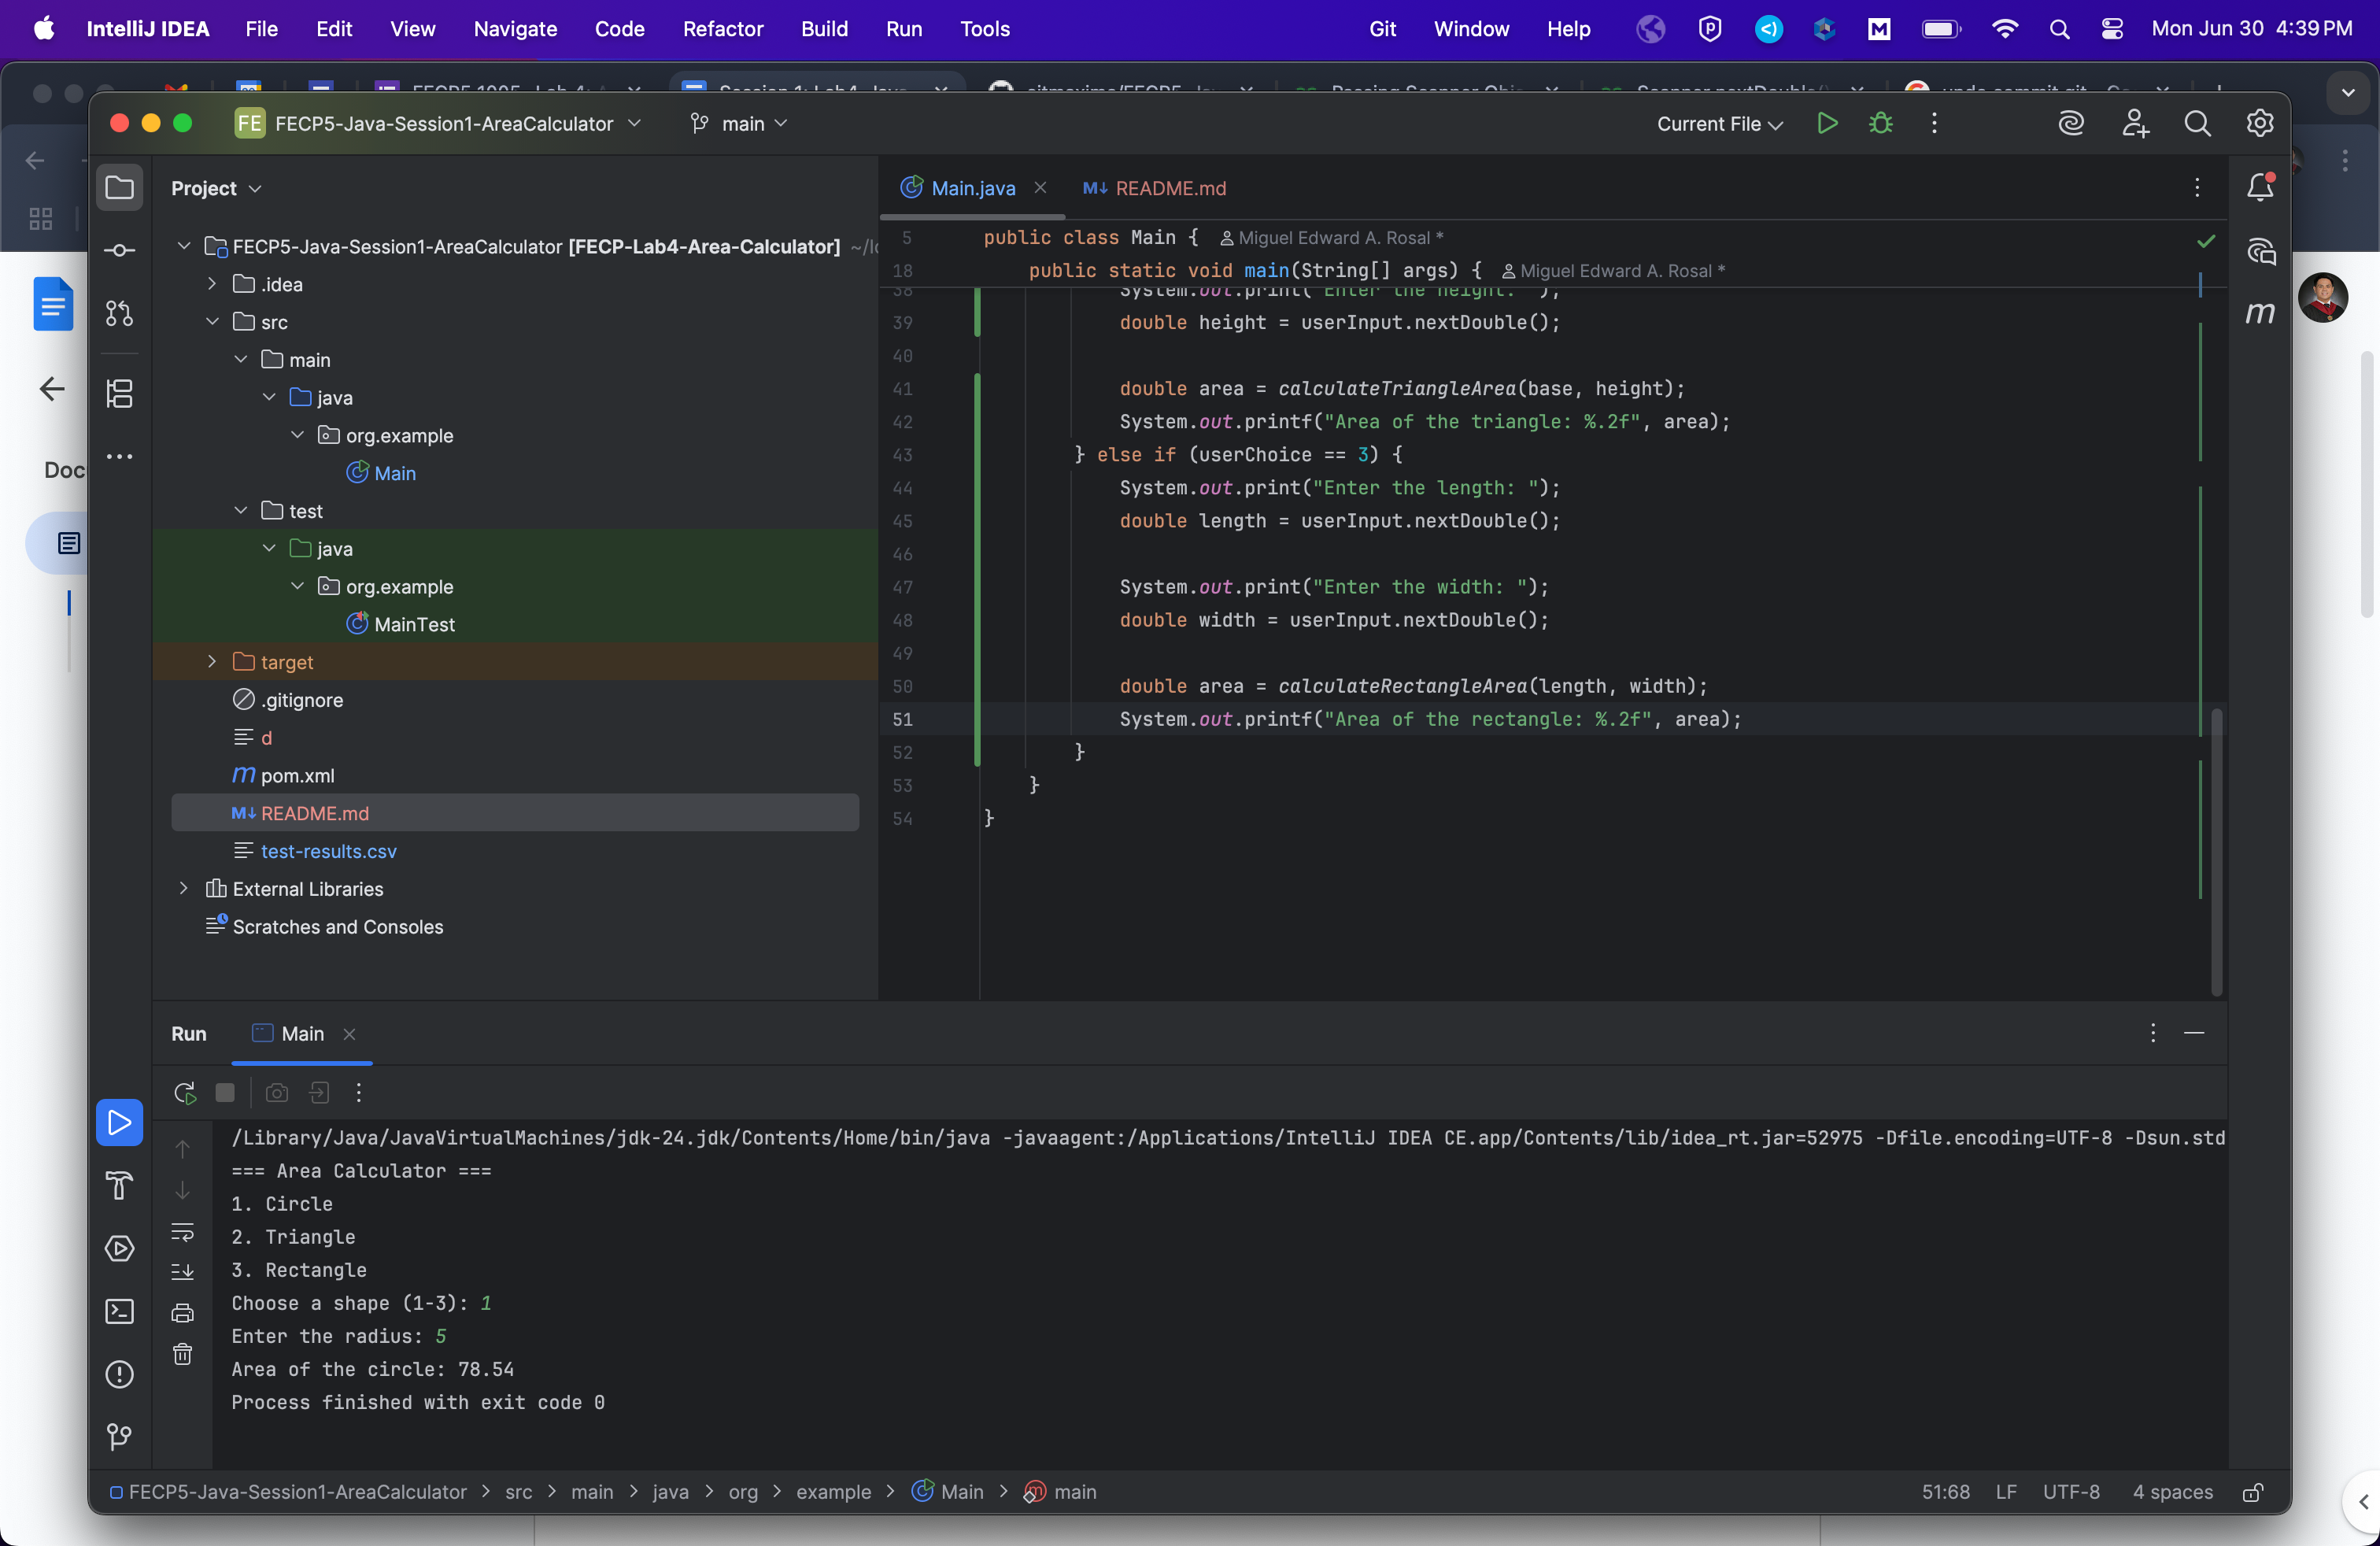 IntelliJ IDEA File Edit View Navigate Code Refactor Build Run Tools Git Window Help Mon Jun 30 4:39 PM
FE FECP5-Java-Session1-AreaCalculator main Current File
Project
Main.java README.md
FECP5-Java-Session1-AreaCalculator [FECP-Lab4-Area-Calculator]
.idea
src
main
java
org.example
Main
test
java
org.example
MainTest
target
.gitignore
d
pom.xml
README.md
test-results.csv
External Libraries
Scratches and Consoles
Doc
5 public class Main { Miguel Edward A. Rosal *
18 public static void main(String[] args) { Miguel Edward A. Rosal *
38 System.out.print("Enter the height: ");
39 double height = userInput.nextDouble();
40
41 double area = calculateTriangleArea(base, height);
42 System.out.printf("Area of the triangle: %.2f", area);
43 } else if (userChoice == 3) {
44 System.out.print("Enter the length: ");
45 double length = userInput.nextDouble();
46
47 System.out.print("Enter the width: ");
48 double width = userInput.nextDouble();
49
50 double area = calculateRectangleArea(length, width);
51 System.out.printf("Area of the rectangle: %.2f", area);
52 }
53 }
54 }
Run Main
/Library/Java/JavaVirtualMachines/jdk-24.jdk/Contents/Home/bin/java -javaagent:/Applications/IntelliJ IDEA CE.app/Contents/lib/idea_rt.jar=52975 -Dfile.encoding=UTF-8 -Dsun.std
=== Area Calculator ===
1. Circle
2. Triangle
3. Rectangle
Choose a shape (1-3): 1
Enter the radius: 5
Area of the circle: 78.54
Process finished with exit code 0
FECP5-Java-Session1-AreaCalculator > src > main > java > org > example > Main > main 51:68 LF UTF-8 4 spaces